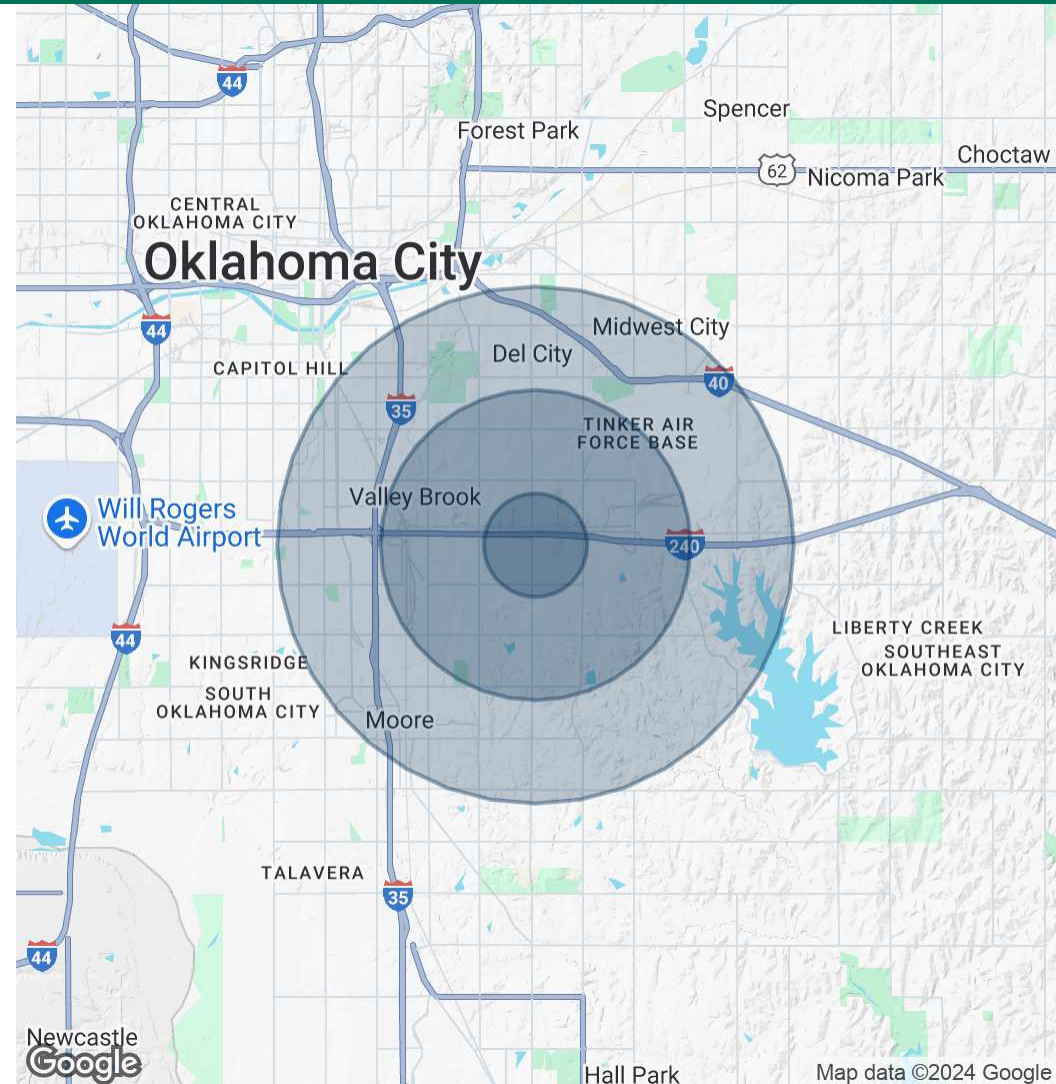 44
Spencer
Forest Park
Choctaw
62
Nicoma Park
CENTRAL
OKLAHOMA CITY
Oklahoma City
44
Midwest City
Del City
CAPITOL HILL
40
35
TINKER AIR
FORCE BASE
Valley Brook
Will Rogers
World Airport
240
44
LIBERTY CREEK
SOUTHEAST
OKLAHOMA CITY
KINGSRIDGE
SOUTH
OKLAHOMA CITY
Moore
TALAVERA
35
44
Newcastle
Google
Hall Park
Map data ©2024 Google